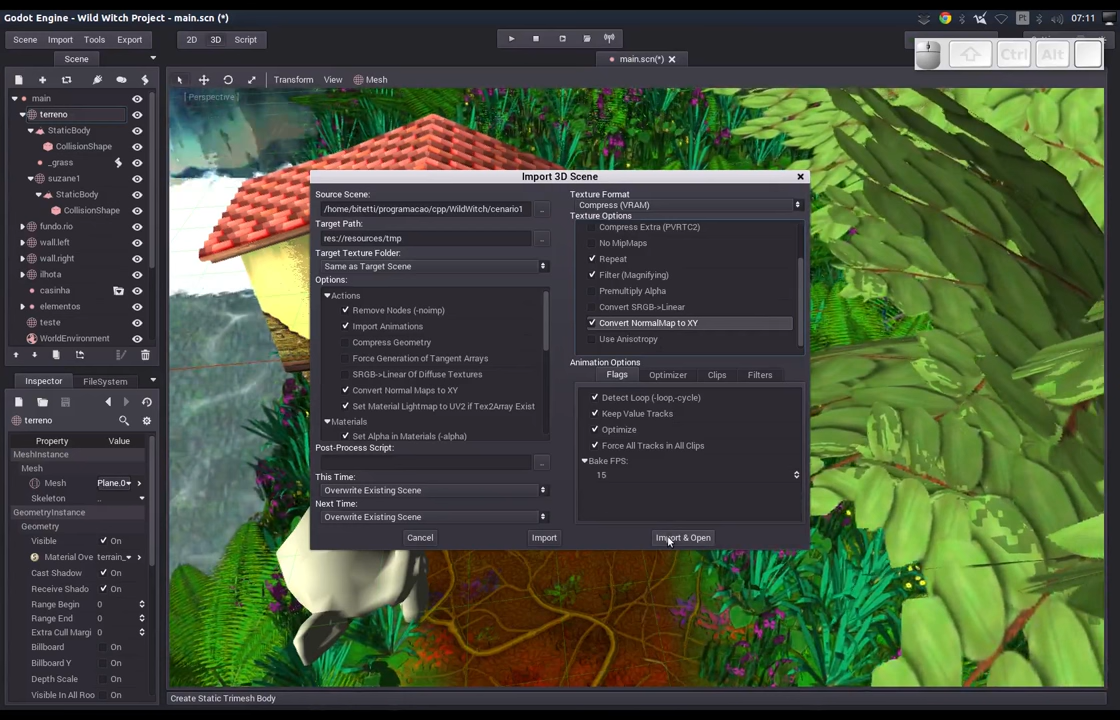 Godot Engine - Wild Witch Project - main.scn (*)
Pt
07:11
Scene Import Tools Export
2D 3D Script
Ctrl Alt
Scene
main.scn(*)
Transform View Mesh
[ Perspective ]
main
terreno
StaticBody
CollisionShape
_grass
suzane1
StaticBody
CollisionShape
fundo.rio
wall.left
wall.right
ilhota
casinha
elementos
teste
WorldEnvironment
Inspector FileSystem
terreno
Property Value
MeshInstance
Mesh
Mesh Plane.0
Skeleton ..
GeometryInstance
Geometry
Visible On
Material Ove terrain_
Cast Shadow On
Receive Shado On
Range Begin 0
Range End 0
Extra Cull Margi 0
Billboard On
Billboard Y On
Depth Scale On
Visible In All Roo On
Import 3D Scene
Source Scene:
/home/bitetti/programacao/cpp/WildWitch/cenario1
..
Target Path:
res://resources/tmp
..
Target Texture Folder:
Same as Target Scene
Options:
Actions
Remove Nodes (-noimp)
Import Animations
Compress Geometry
Force Generation of Tangent Arrays
SRGB->Linear Of Diffuse Textures
Convert Normal Maps to XY
Set Material Lightmap to UV2 if Tex2Array Exist
Materials
Set Alpha in Materials (-alpha)
Post-Process Script:
..
This Time:
Overwrite Existing Scene
Next Time:
Overwrite Existing Scene
Texture Format
Compress (VRAM)
Texture Options
Compress Extra (PVRTC2)
No MipMaps
Repeat
Filter (Magnifying)
Premultiply Alpha
Convert SRGB->Linear
Convert NormalMap to XY
Use Anisotropy
Animation Options
Flags Optimizer Clips Filters
Detect Loop (-loop,-cycle)
Keep Value Tracks
Optimize
Force All Tracks in All Clips
Bake FPS:
15
Cancel Import Import & Open
Create Static Trimesh Body